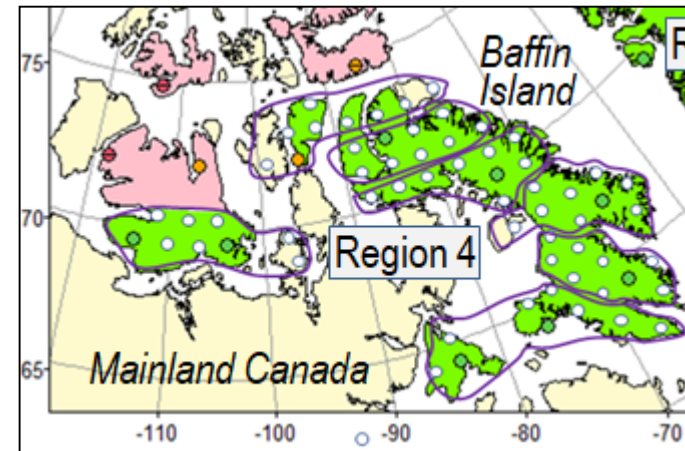 75
Baffin
Island
R
70
Region 4
65
Mainland Canada
-110 -100 -90 -80 -70